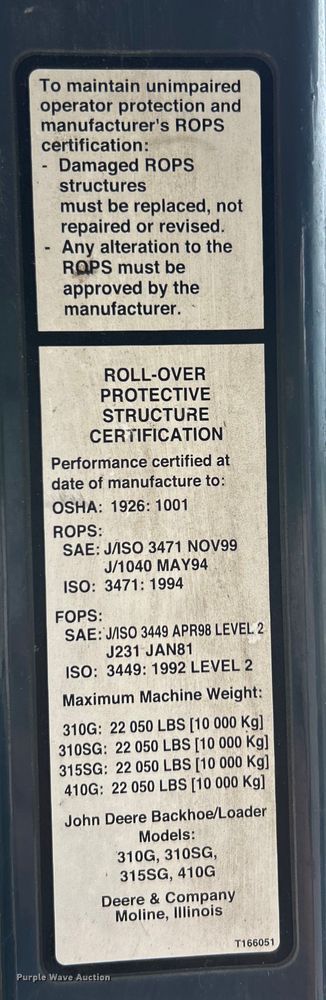 To maintain unimpaired
operator protection and
manufacturer's ROPS
certification:
- Damaged ROPS
structures
must be replaced, not
repaired or revised.
- Any alteration to the
ROPS must be
approved by the
manufacturer.
ROLL-OVER
PROTECTIVE
STRUCTURE
CERTIFICATION
Performance certified at
date of manufacture to:
OSHA: 1926: 1001
ROPS:
SAE: J/ISO 3471 NOV99
J/1040 MAY94
ISO: 3471: 1994
FOPS:
SAE: J/ISO 3449 APR98 LEVEL 2
J231 JAN81
ISO: 3449: 1992 LEVEL 2
Maximum Machine Weight:
310G: 22 050 LBS [10 000 Kg]
310SG: 22 050 LBS [10 000 Kg]
315SG: 22 050 LBS [10 000 Kg]
410G: 22 050 LBS [10 000 Kg]
John Deere Backhoe/Loader
Models:
310G, 310SG,
315SG, 410G
Deere & Company
Moline, Illinois
T166051
Purple Wave Auction